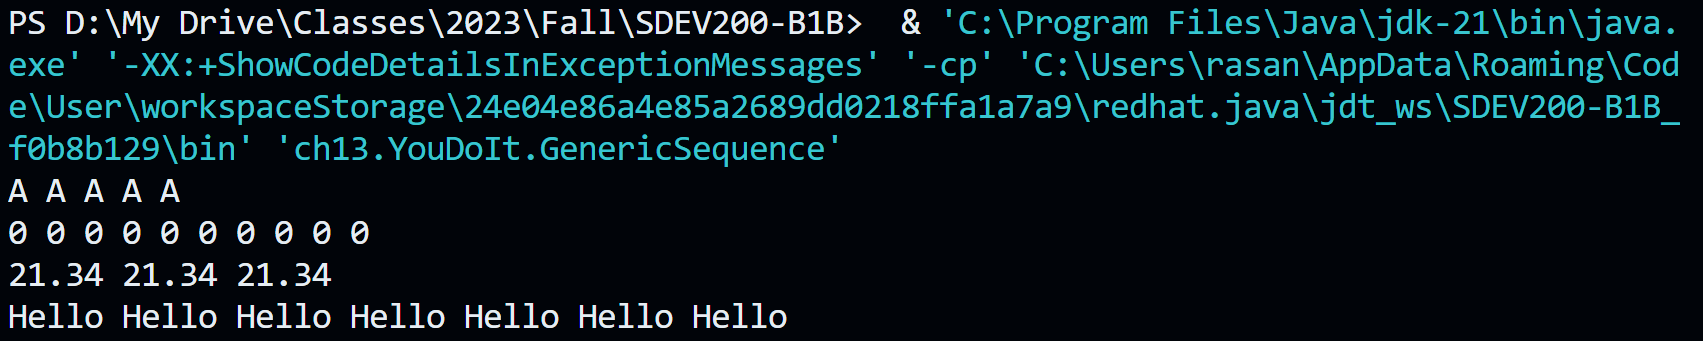 PS D:\My Drive\Classes\2023\Fall\SDEV200-B1B>  & 'C:\Program Files\Java\jdk-21\bin\java.
exe' '-XX:+ShowCodeDetailsInExceptionMessages' '-cp' 'C:\Users\rasan\AppData\Roaming\Cod
e\User\workspaceStorage\24e04e86a4e85a2689dd0218ffa1a7a9\redhat.java\jdt_ws\SDEV200-B1B_
f0b8b129\bin' 'ch13.YouDoIt.GenericSequence'
A A A A A
0 0 0 0 0 0 0 0 0 0
21.34 21.34 21.34
Hello Hello Hello Hello Hello Hello Hello